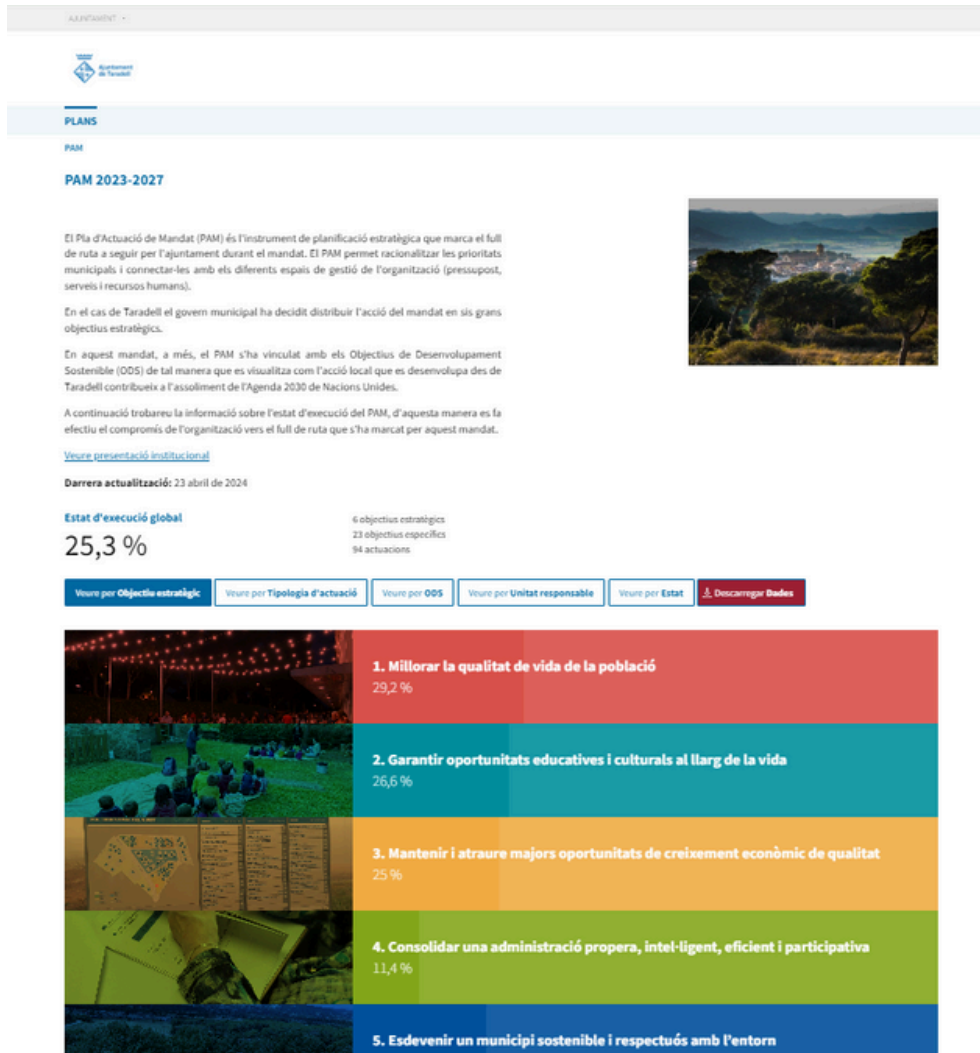 AJUNTAMENT
Ajuntament
de Taradell
PLANS
PAM
PAM 2023-2027
El Pla d'Actuació de Mandat (PAM) és l'instrument de planificació estratègica que marca el full
de ruta a seguir per l'ajuntament durant el mandat. El PAM permet racionalitzar les prioritats
municipals i connectar-les amb els diferents espais de gestió de l'organització (pressupost,
serveis i recursos humans).
En el cas de Taradell el govern municipal ha decidit distribuir l'acció del mandat en sis grans
objectius estratègics.
En aquest mandat, a més, el PAM s'ha vinculat amb els Objectius de Desenvolupament
Sostenible (ODS) de tal manera que es visualitza com l'acció local que es desenvolupa des de
Taradell contribueix a l'assoliment de l'Agenda 2030 de Nacions Unides.
A continuació trobareu la informació sobre l'estat d'execució del PAM, d'aquesta manera es fa
efectiu el compromís de l'organització vers el full de ruta que s'ha marcat per aquest mandat.
Veure presentació institucional
Darrera actualització: 23 abril de 2024
Estat d'execució global
25,3 %
6 objectius estratègics
23 objectius específics
94 actuacions
Veure per Objectiu estratègic
Veure per Tipologia d'actuació
Veure per ODS
Veure per Unitat responsable
Veure per Estat
Descarregar Dades
1. Millorar la qualitat de vida de la població
29,2 %
2. Garantir oportunitats educatives i culturals al llarg de la vida
26,6 %
3. Mantenir i atraure majors oportunitats de creixement econòmic de qualitat
25 %
4. Consolidar una administració propera, intel·ligent, eficient i participativa
11,4 %
5. Esdevenir un municipi sostenible i respectuós amb l'entorn